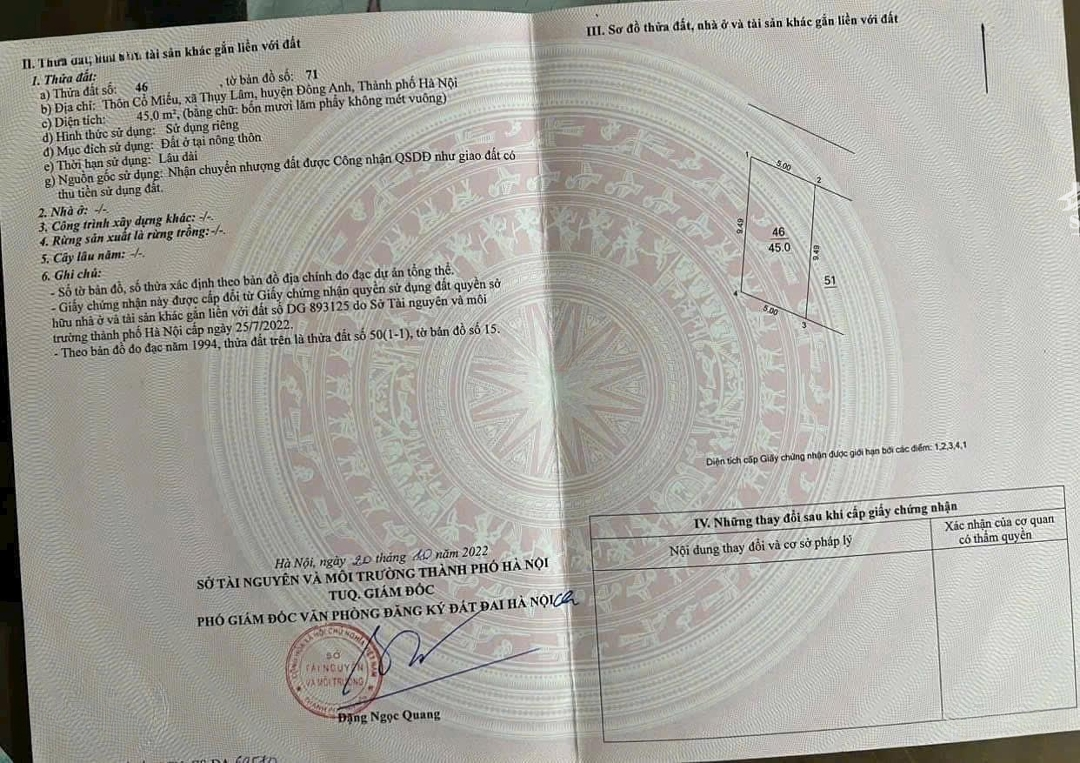 II. Thửa đất, nhà ở và tài sản khác gắn liền với đất
1. Thửa đất:
a) Thửa đất số: 46 , tờ bản đồ số: 71
b) Địa chỉ: Thôn Cổ Miếu, xã Thụy Lâm, huyện Đông Anh, Thành phố Hà Nội
c) Diện tích: 45,0 m², (bằng chữ: bốn mươi lăm phẩy không mét vuông)
d) Hình thức sử dụng: Sử dụng riêng
đ) Mục đích sử dụng: Đất ở tại nông thôn
e) Thời hạn sử dụng: Lâu dài
g) Nguồn gốc sử dụng: Nhận chuyển nhượng đất được Công nhận QSDĐ như giao đất có
thu tiền sử dụng đất.
2. Nhà ở: -/-.
3. Công trình xây dựng khác: -/-.
4. Rừng sản xuất là rừng trồng: -/-.
5. Cây lâu năm: -/-.
6. Ghi chú:
- Số tờ bản đồ, số thửa xác định theo bản đồ địa chính đo đạc dự án tổng thể.
- Giấy chứng nhận này được cấp đổi từ Giấy chứng nhận quyền sử dụng đất quyền sở
hữu nhà ở và tài sản khác gắn liền với đất số DG 893125 do Sở Tài nguyên và môi
trường thành phố Hà Nội cấp ngày 25/7/2022.
- Theo bản đồ đo đạc năm 1994, thửa đất trên là thửa đất số 50(1-1), tờ bản đồ số 15.
Hà Nội, ngày 20 tháng 10 năm 2022
SỞ TÀI NGUYÊN VÀ MÔI TRƯỜNG THÀNH PHỐ HÀ NỘI
TUQ. GIÁM ĐỐC
PHÓ GIÁM ĐỐC VĂN PHÒNG ĐĂNG KÝ ĐẤT ĐAI HÀ NỘI
CỘNG HÒA XÃ HỘI CHỦ NGHĨA VIỆT NAM
SỞ
TÀI NGUYÊN
VÀ MÔI TRƯỜNG
Đặng Ngọc Quang
III. Sơ đồ thửa đất, nhà ở và tài sản khác gắn liền với đất
1
5.00
2
9.49
46
45.0
9.49
51
4
5.00
3
Diện tích cấp Giấy chứng nhận được giới hạn bởi các điểm: 1,2,3,4,1
IV. Những thay đổi sau khi cấp giấy chứng nhận
Nội dung thay đổi và cơ sở pháp lý
Xác nhận của cơ quan
có thẩm quyền